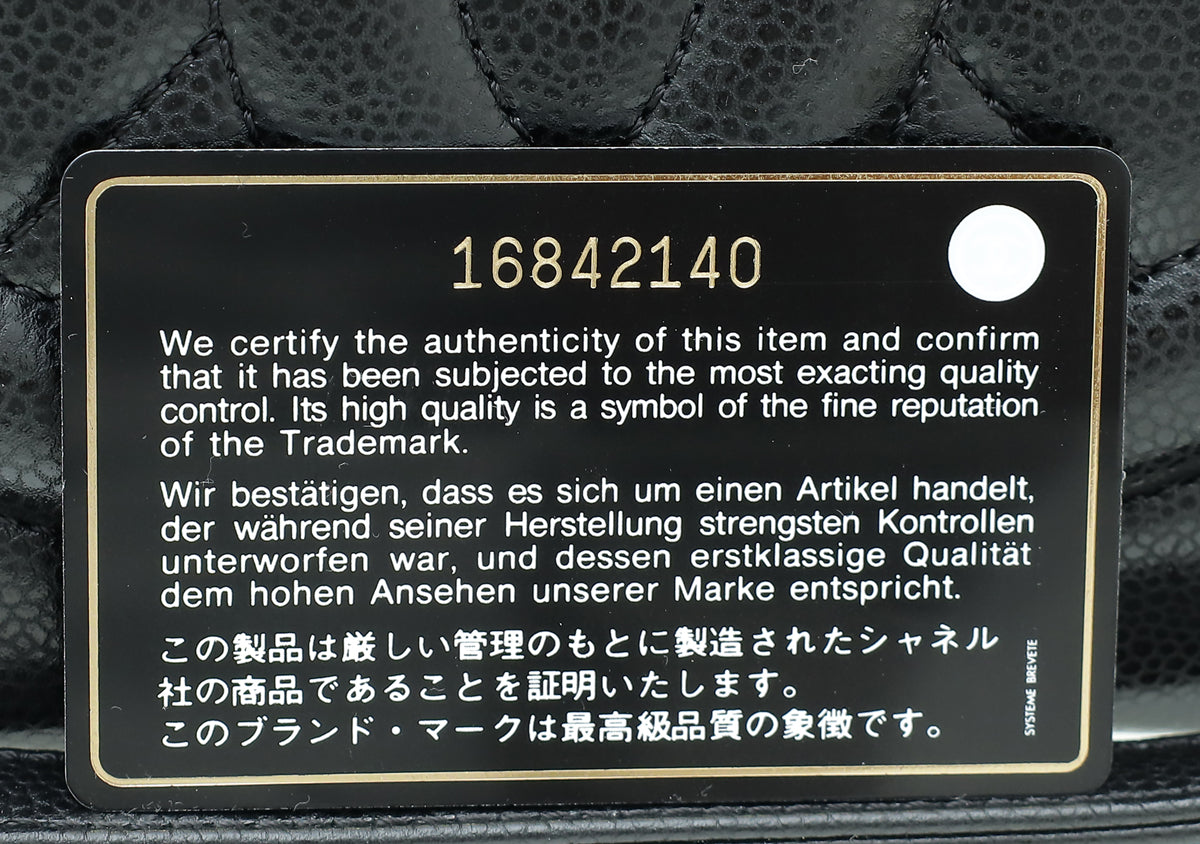 16842140
We certify the authenticity of this item and confirm
that it has been subjected to the most exacting quality
control. Its high quality is a symbol of the fine reputation
of the Trademark.
Wir bestätigen, dass es sich um einen Artikel handelt,
der während seiner Herstellung strengsten Kontrollen
unterworfen war, und dessen erstklassige Qualität
dem hohen Ansehen unserer Marke entspricht.
この製品は厳しい管理のもとに製造されたシャネル
社の商品であることを証明いたします。
このブランド・マークは最高級品質の象徴です。
SYSTEME BREVETE